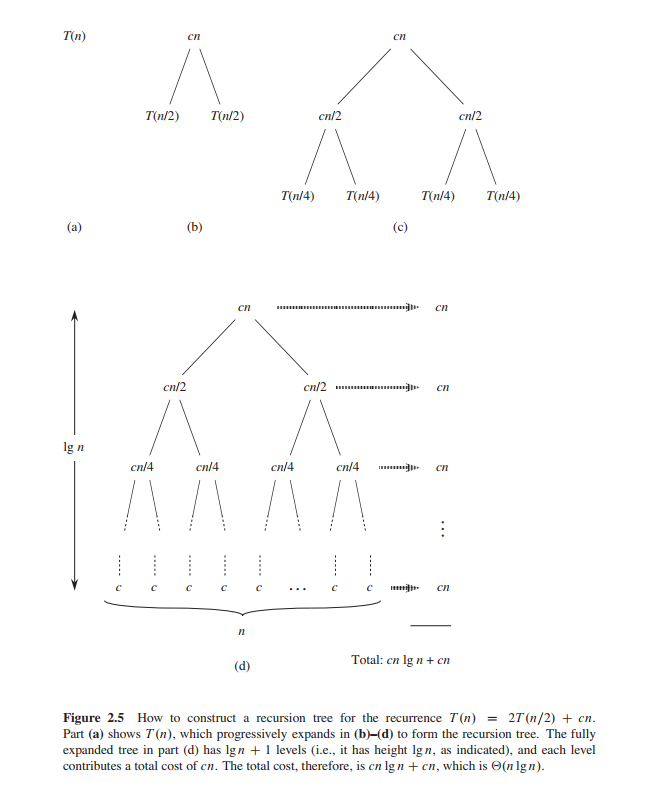 T(n) cn cn
T(n/2) T(n/2) cn/2 cn/2
T(n/4) T(n/4) T(n/4) T(n/4)
(a) (b) (c)
cn cn
cn/2 cn/2 cn
lg n
cn/4 cn/4 cn/4 cn/4 cn
⋮
c c c c c ... c c cn
n
Total: cn lg n + cn
(d)
Figure 2.5 How to construct a recursion tree for the recurrence T(n) = 2T(n/2) + cn.
Part (a) shows T(n), which progressively expands in (b)–(d) to form the recursion tree. The fully
expanded tree in part (d) has lg n + 1 levels (i.e., it has height lg n, as indicated), and each level
contributes a total cost of cn. The total cost, therefore, is cn lg n + cn, which is Θ(n lg n).